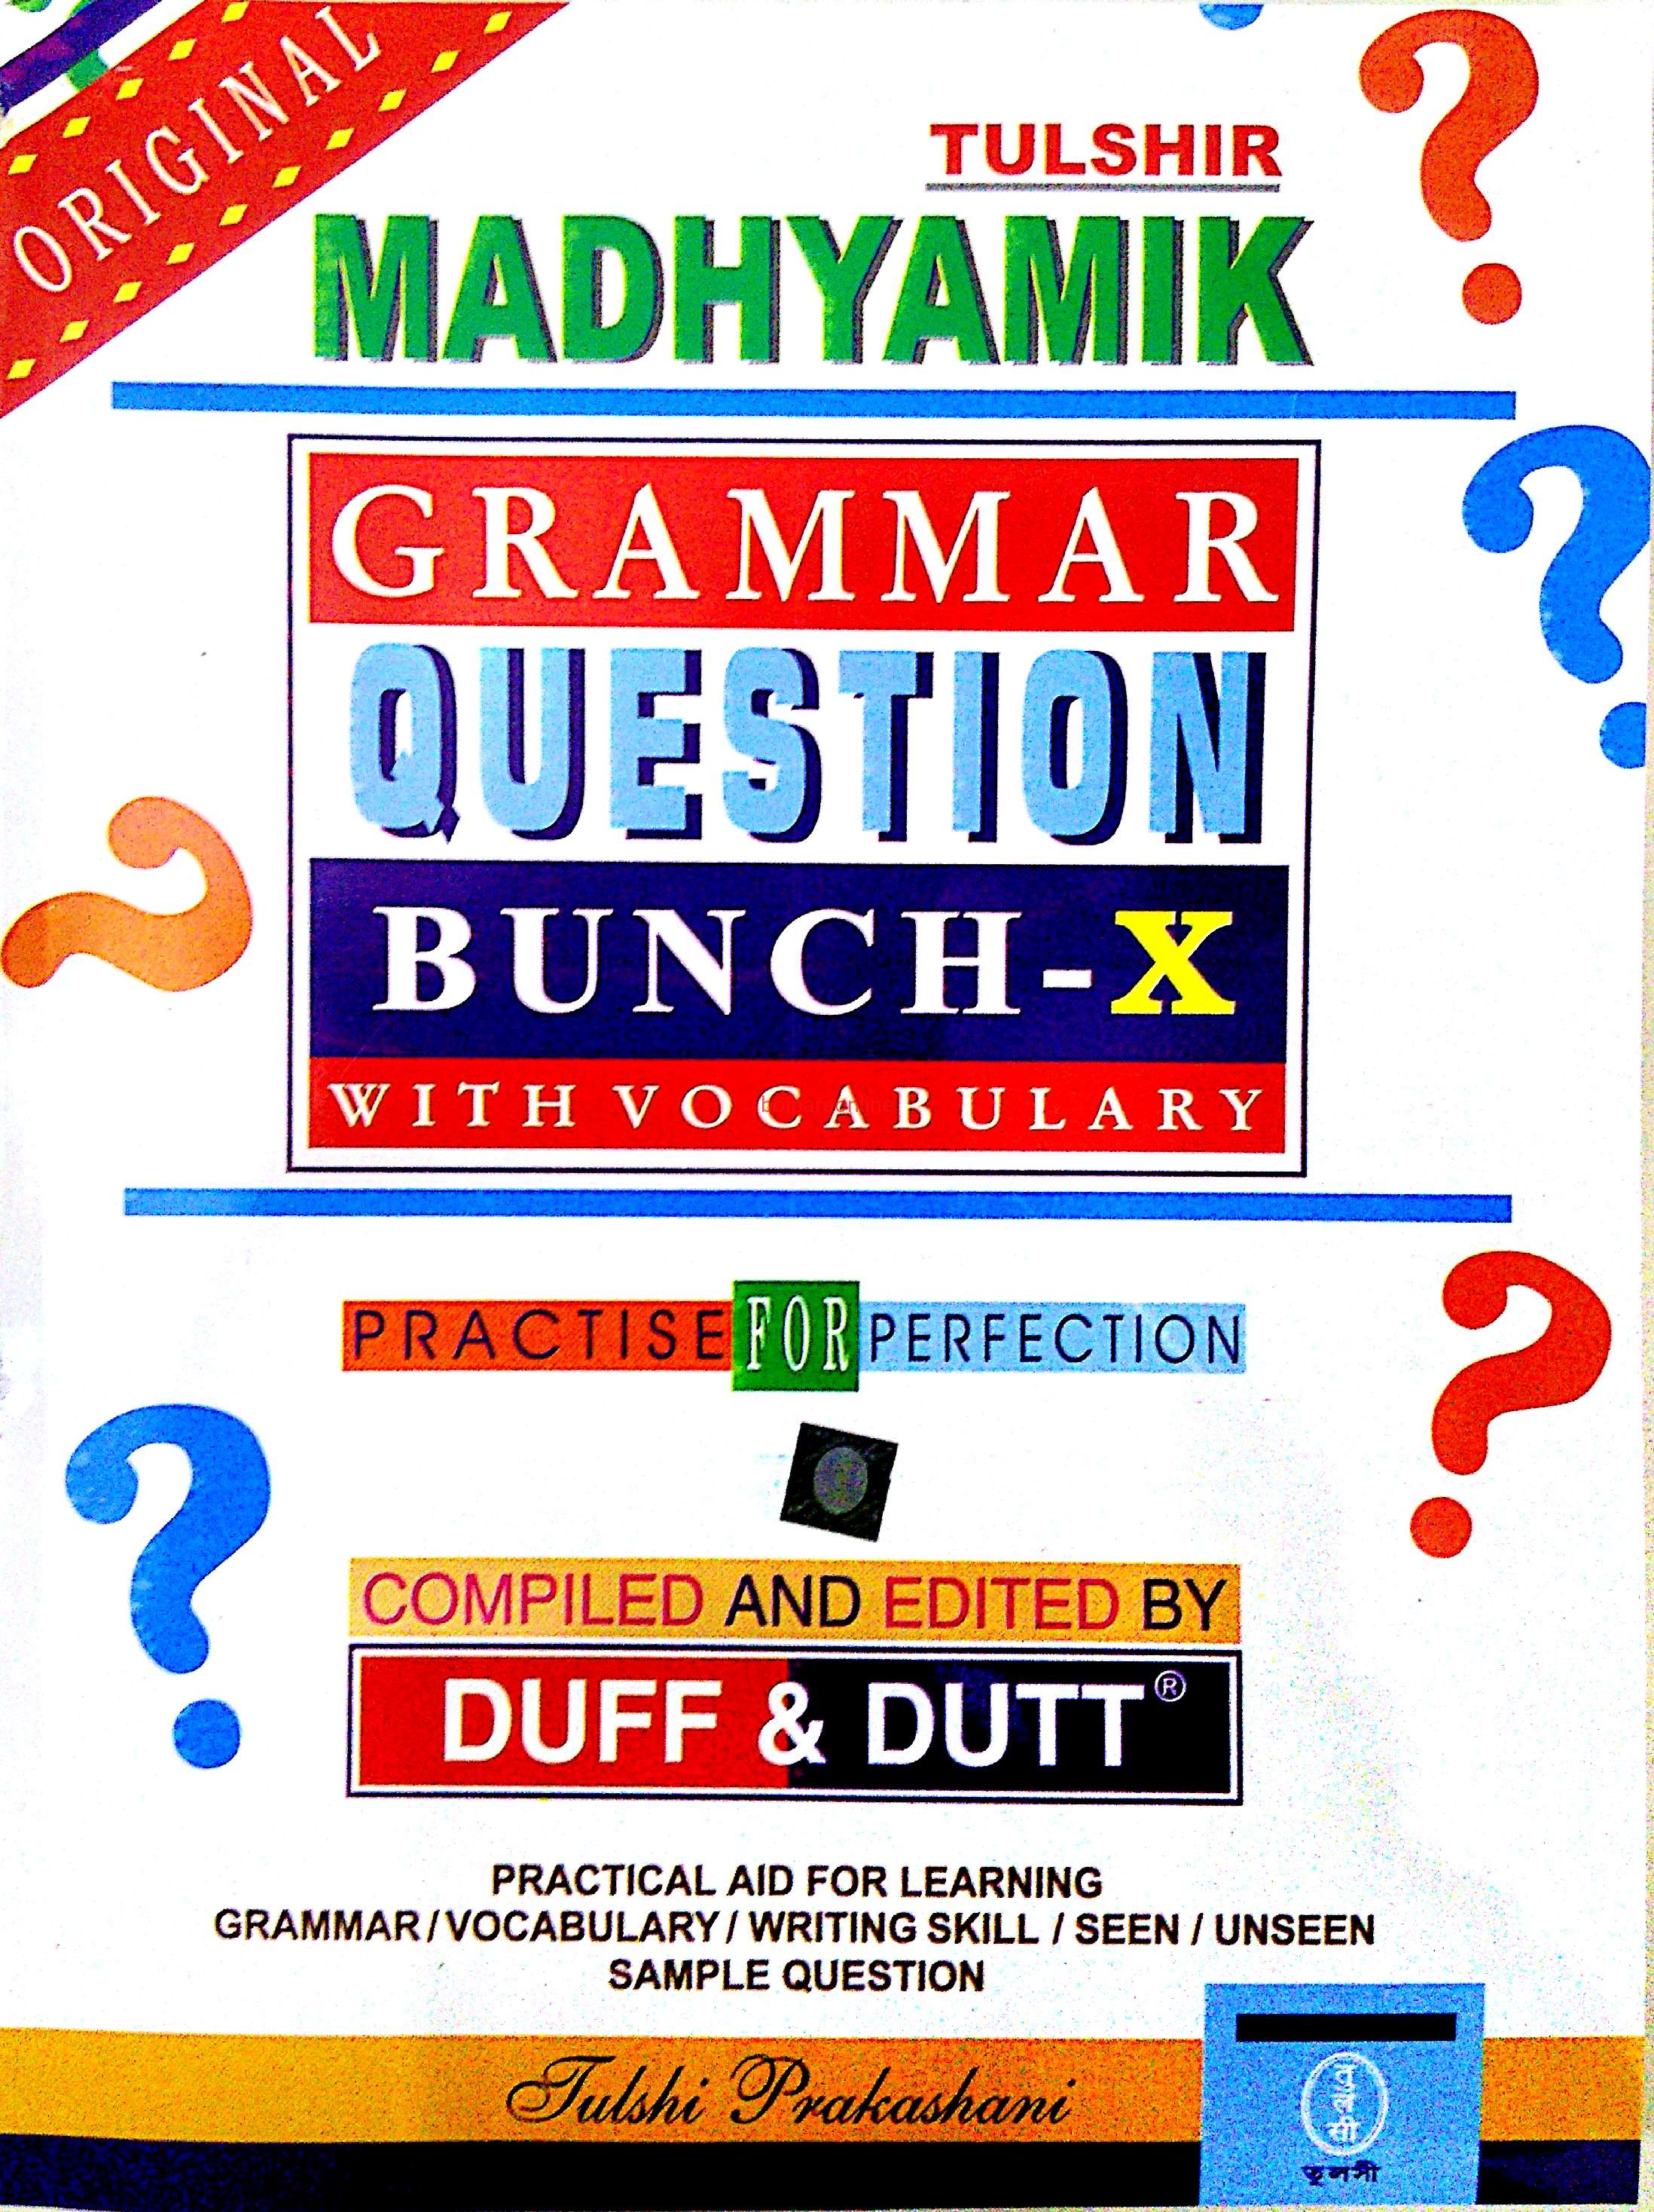 ORIGINAL
TULSHIR
MADHYAMIK
GRAMMAR
QUESTION
BUNCH-X
WITH VOCABULARY
PRACTISE FOR PERFECTION
COMPILED AND EDITED BY
DUFF & DUTT®
PRACTICAL AID FOR LEARNING
GRAMMAR / VOCABULARY / WRITING SKILL / SEEN / UNSEEN
SAMPLE QUESTION
Tulshi Prakashani
তুলসী